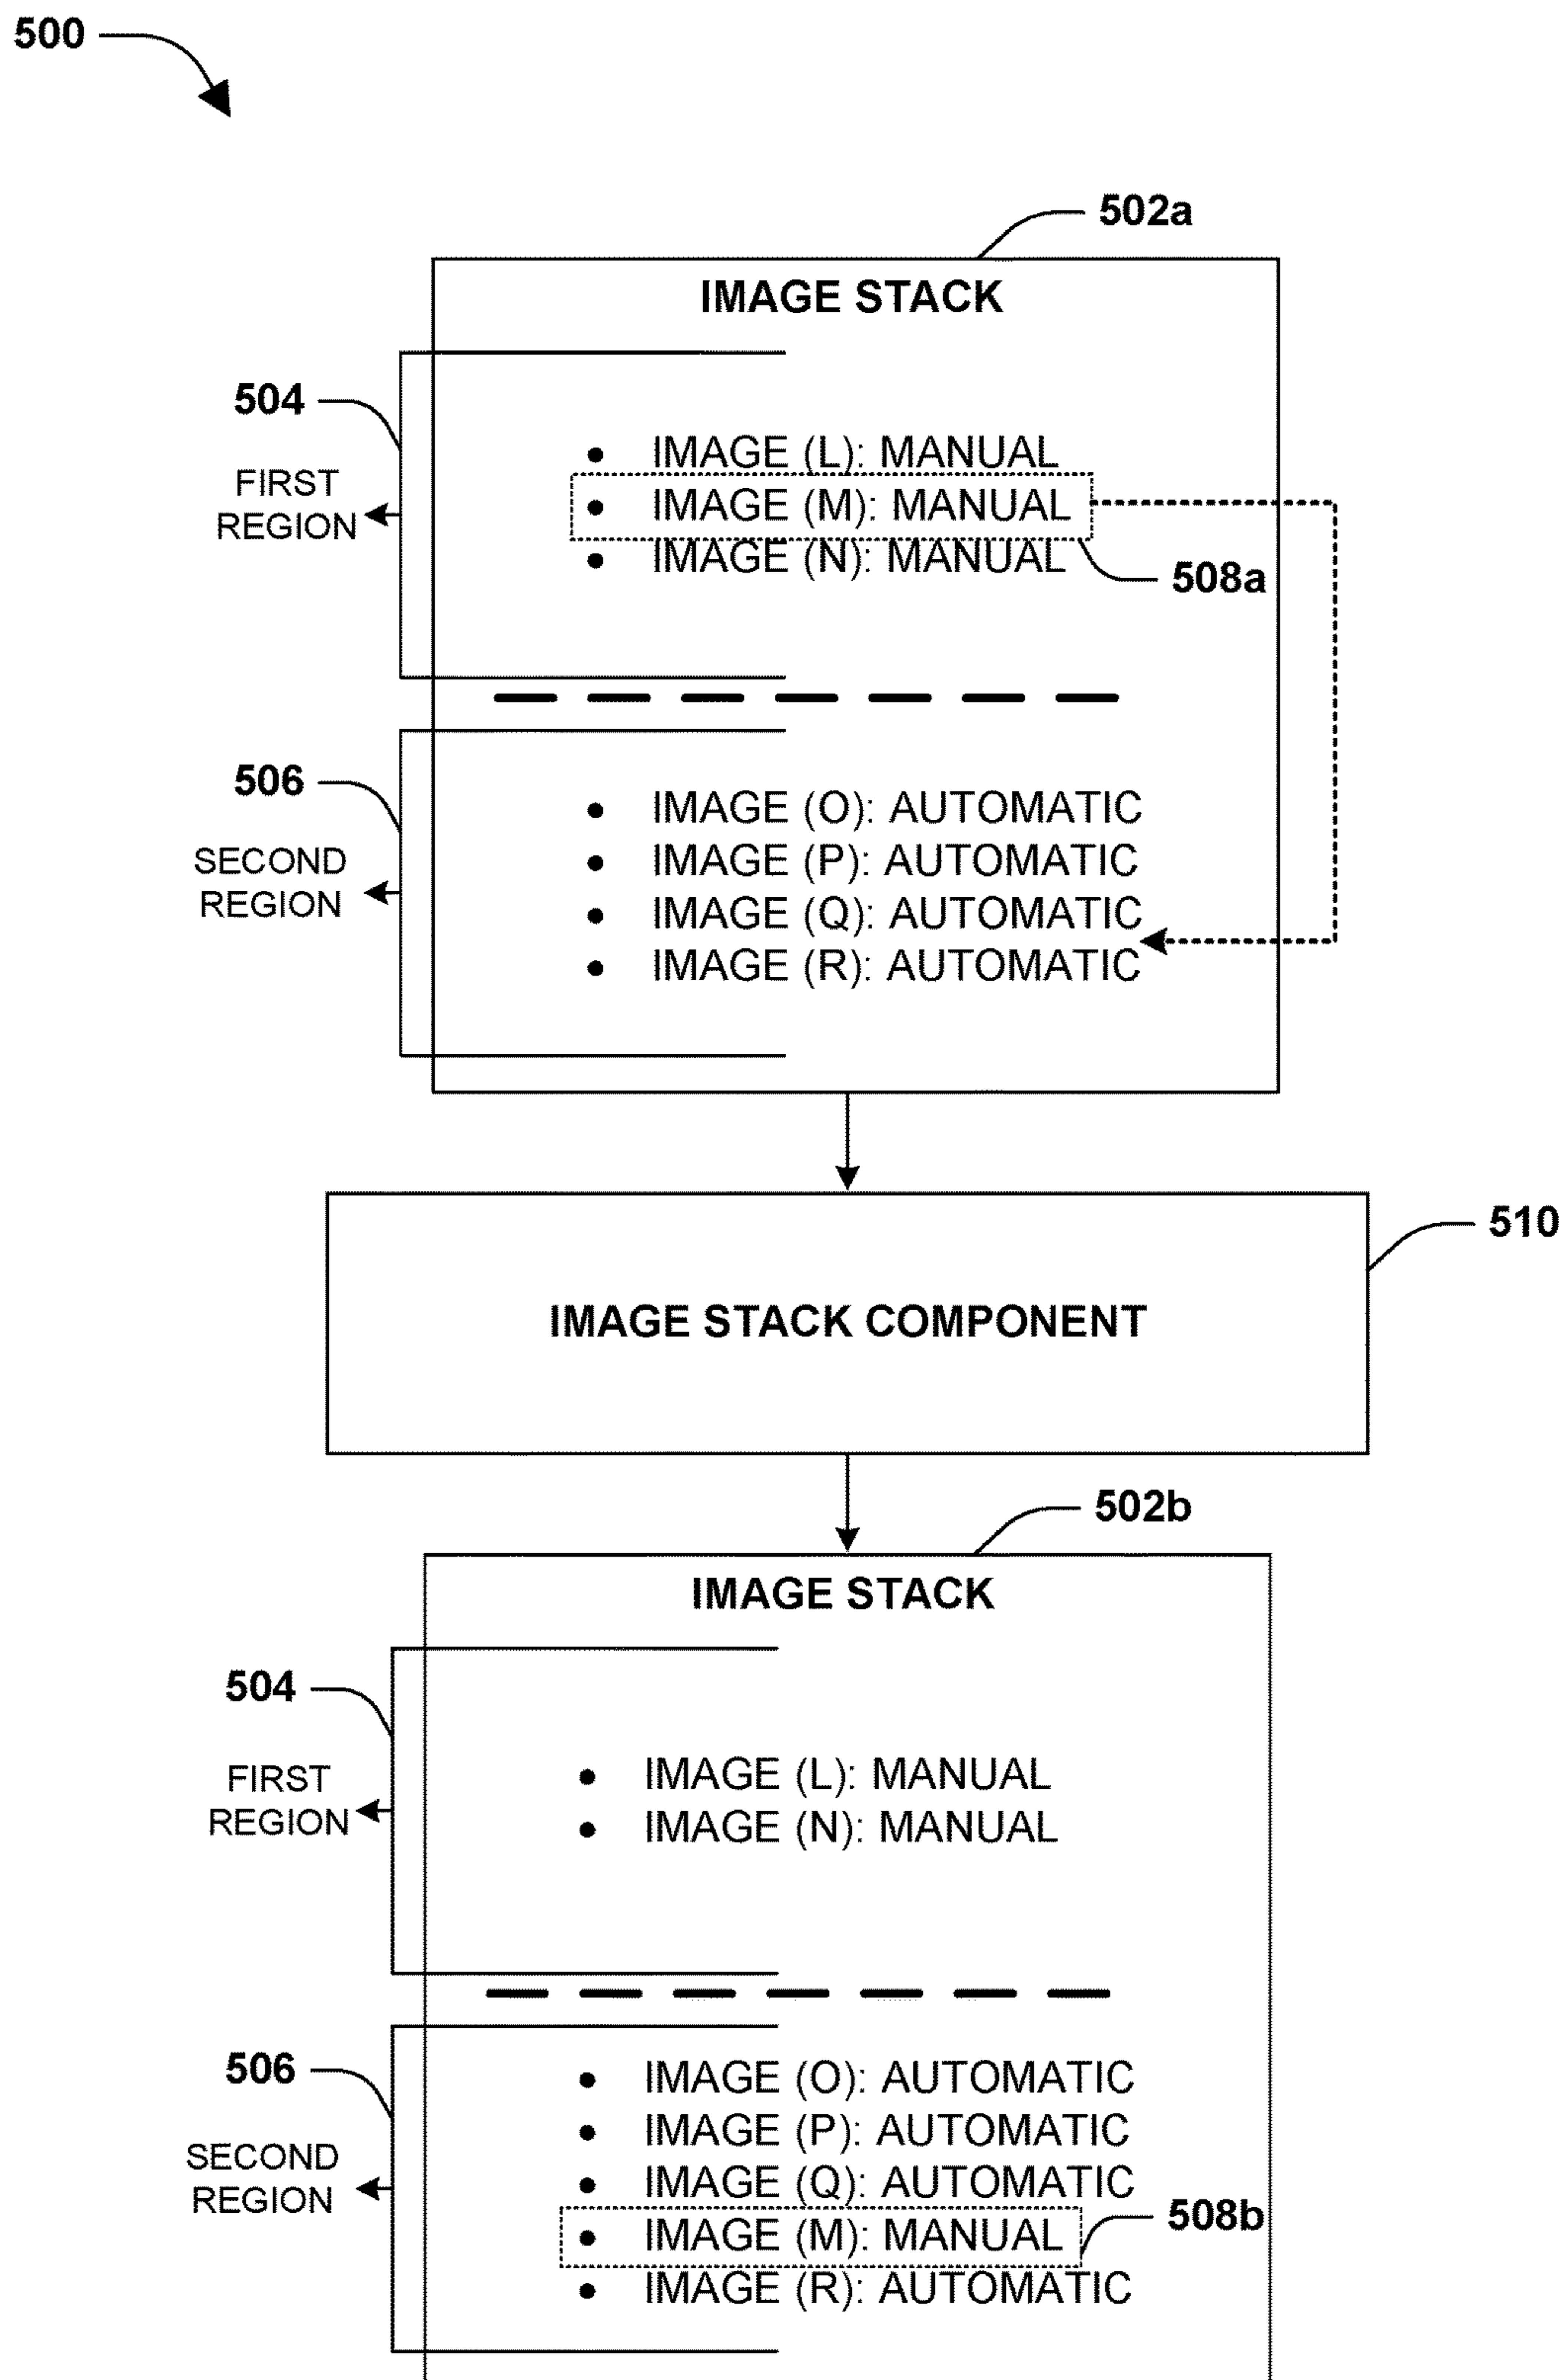 500
502a
IMAGE STACK
504
FIRST
REGION
• IMAGE (L): MANUAL
• IMAGE (M): MANUAL
• IMAGE (N): MANUAL
508a
506
SECOND
REGION
• IMAGE (O): AUTOMATIC
• IMAGE (P): AUTOMATIC
• IMAGE (Q): AUTOMATIC
• IMAGE (R): AUTOMATIC
510
IMAGE STACK COMPONENT
502b
IMAGE STACK
504
FIRST
REGION
• IMAGE (L): MANUAL
• IMAGE (N): MANUAL
506
SECOND
REGION
• IMAGE (O): AUTOMATIC
• IMAGE (P): AUTOMATIC
• IMAGE (Q): AUTOMATIC
• IMAGE (M): MANUAL
508b
• IMAGE (R): AUTOMATIC